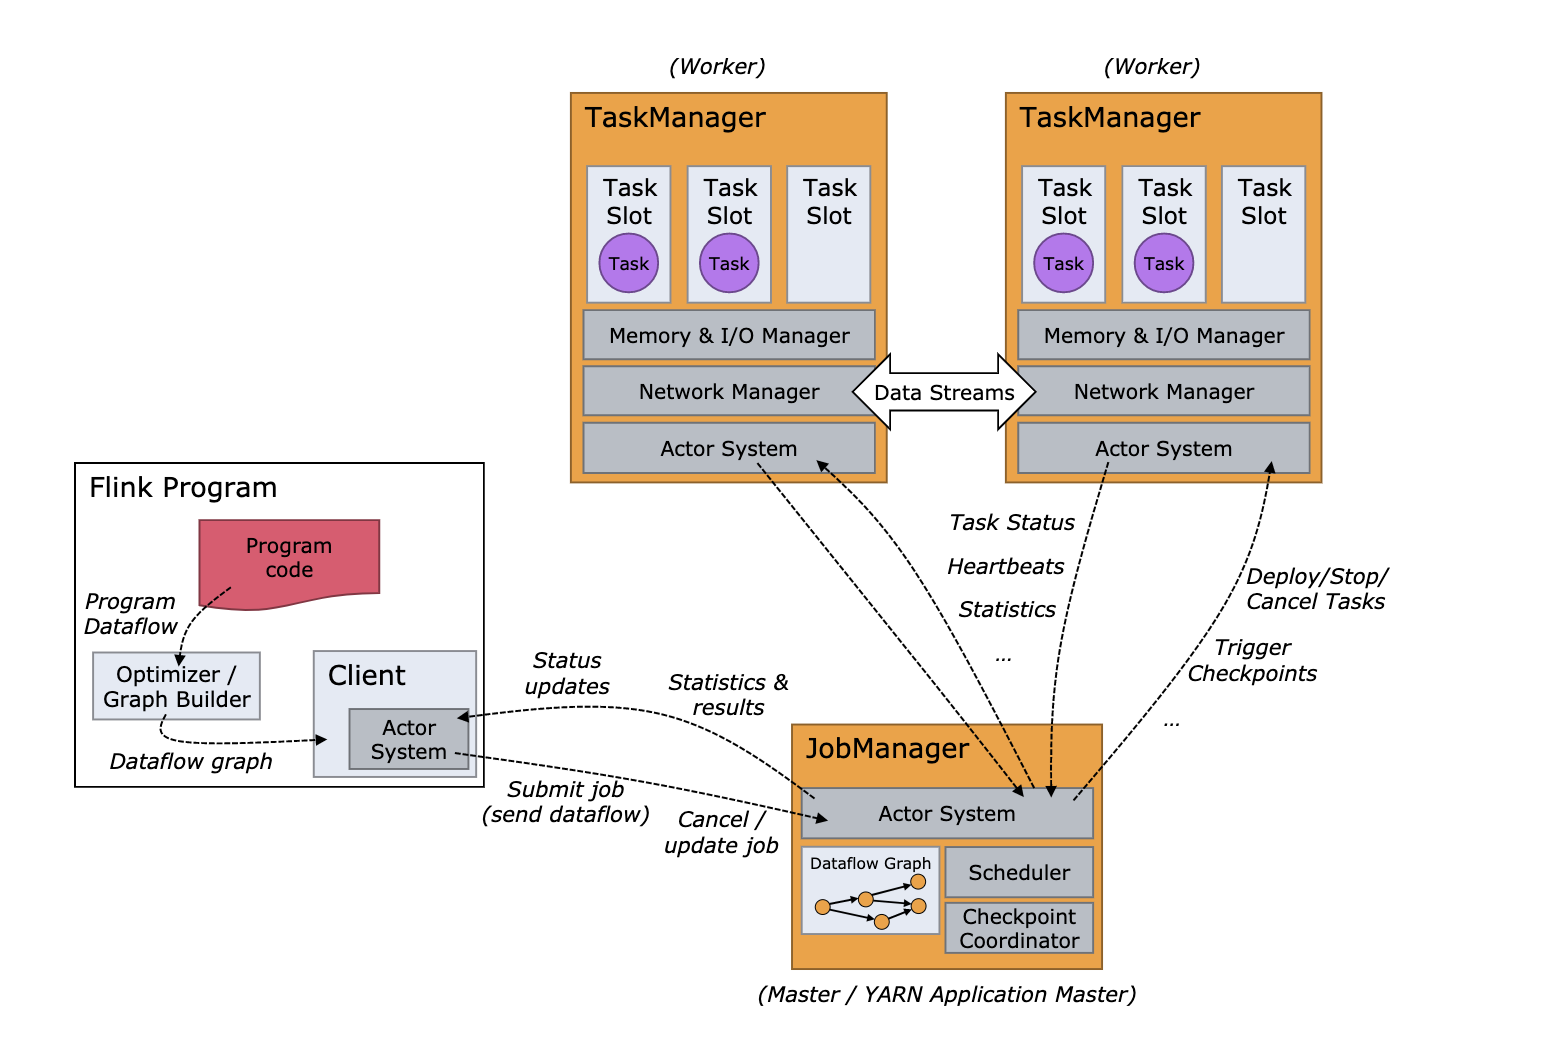 (Worker)
(Worker)
TaskManager
TaskManager
Task
Slot
Task
Task
Slot
Task
Task
Slot
Task
Slot
Task
Task
Slot
Task
Task
Slot
Memory & I/O Manager
Memory & I/O Manager
Network Manager
Data Streams
Network Manager
Actor System
Actor System
Flink Program
Program
code
Program
Dataflow
Optimizer /
Graph Builder
Dataflow graph
Client
Actor
System
Status
updates
Statistics &
results
Submit job
(send dataflow)
Cancel /
update job
Task Status
Heartbeats
Statistics
...
Deploy/Stop/
Cancel Tasks
Trigger
Checkpoints
...
JobManager
Actor System
Dataflow Graph
Scheduler
Checkpoint
Coordinator
(Master / YARN Application Master)